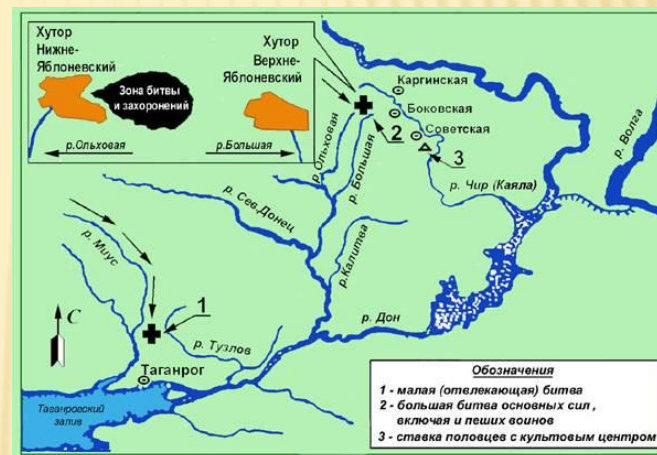 Хутор
Нижне-
Яблоневский
Зона битвы
и захоронений
Хутор
Верхне-
Яблоневский
р.Ольховая
р.Большая
Каргинская
Боковская
Советская
2
3
р.Ольховая
р. Большая
р. Чир (Каяла)
р. Волга
р. Сев.Донец
р.Калитва
р. Миус
1
р. Тузлов
р. Дон
С
Таганрог
Таганровский
залив
Обозначения
1 - малая (отвлекающая) битва
2 - большая битва основных сил ,
включая и пеших воинов
3 - ставка половцев с культовым центром